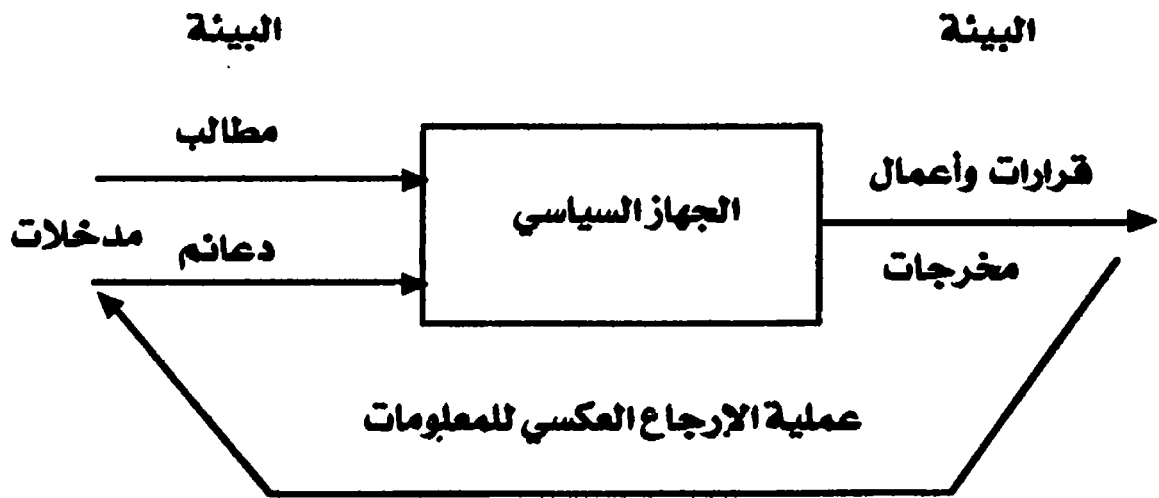 البيئة
البيئة
مطالب
قرارات وأعمال
الجهاز السياسي
مدخلات
دعائم
مخرجات
عملية الإرجاع العكسي للمعلومات